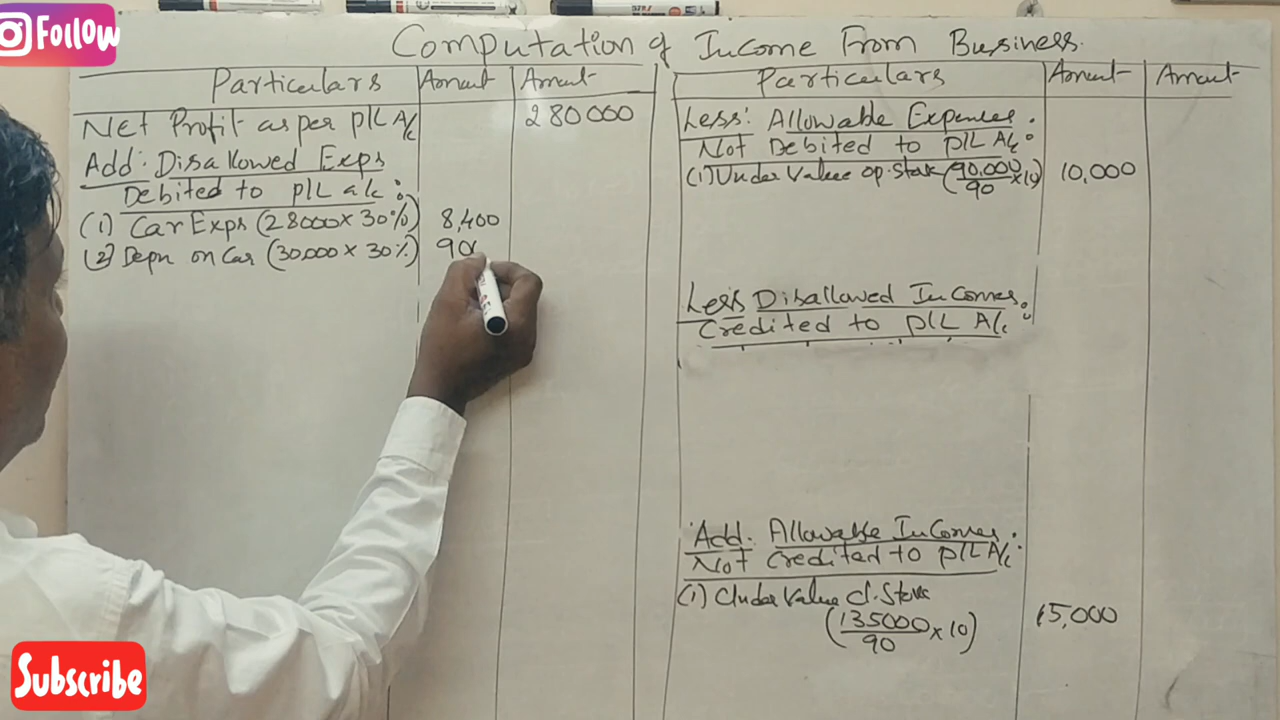 Follow
Computation of Income From Business.
Particulars Amount Amount
Net Profit as per P/L A/c 280000
Add: Disallowed Exps
Debited to P/L a/c:
(1) Car Exps (28000 x 30%) 8,400
(2) Depn on Car (30,000 x 30%) 900
Particulars Amount Amount
Less: Allowable Expenses.
Not Debited to P/L A/c:
(1) Under Value op. Stock (90,000/90 x 10) 10,000
Less Disallowed Incomes:
Credited to P/L A/c
Add. Allowable Incomes.
Not Credited to P/L A/c:
(1) Under Value cl. Stock
(135000/90 x 10) 15,000
Subscribe